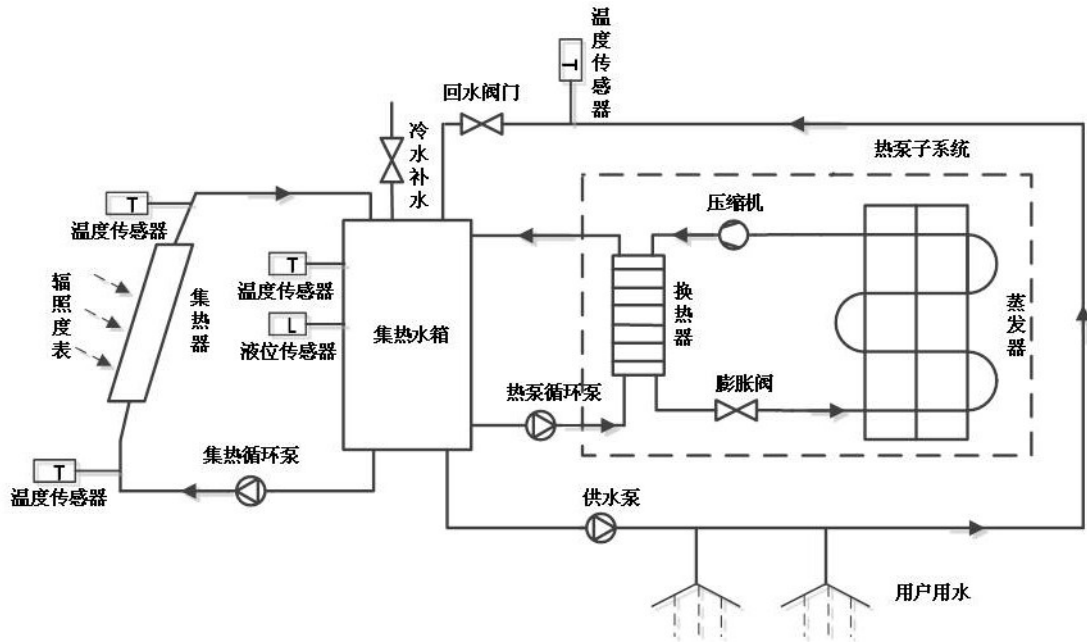 温度传感器
T
回水阀门
冷水补水
热泵子系统
T
温度传感器
压缩机
辐照度表
集热器
T
温度传感器
L
液位传感器
集热水箱
换热器
蒸发器
热泵循环泵
膨胀阀
集热循环泵
T
温度传感器
供水泵
用户用水